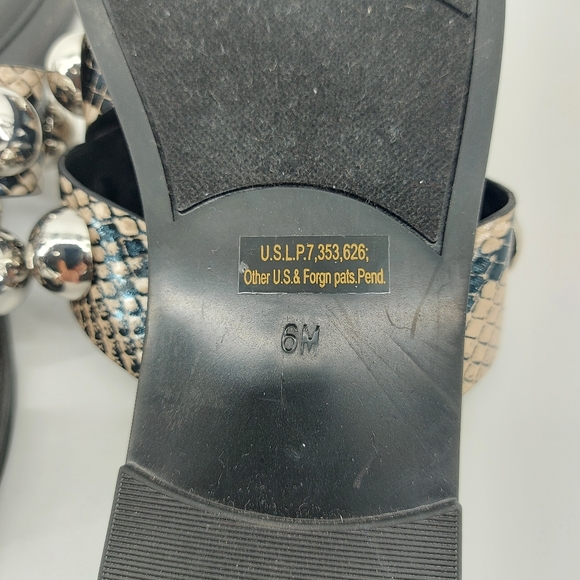 U.S.L.P.7,353,626;
Other U.S.& Forgn pats.Pend.
6M